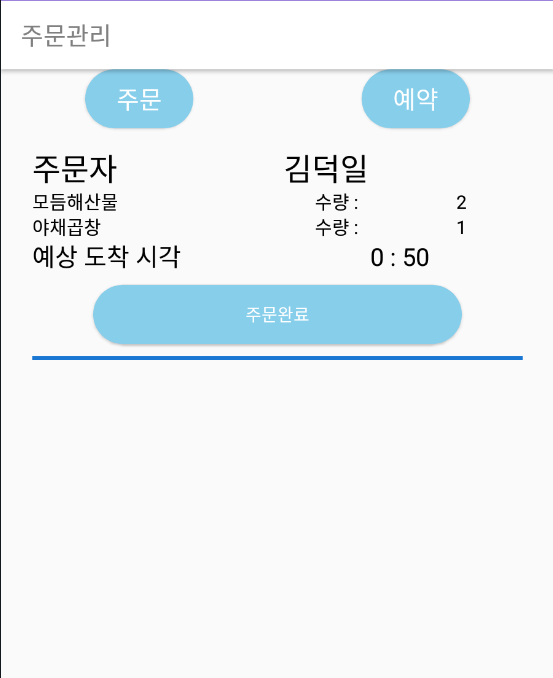 주문관리
주문 예약
주문자 김덕일
모듬해산물 수량 : 2
야채곱창 수량 : 1
예상 도착 시각 0 : 50
주문완료